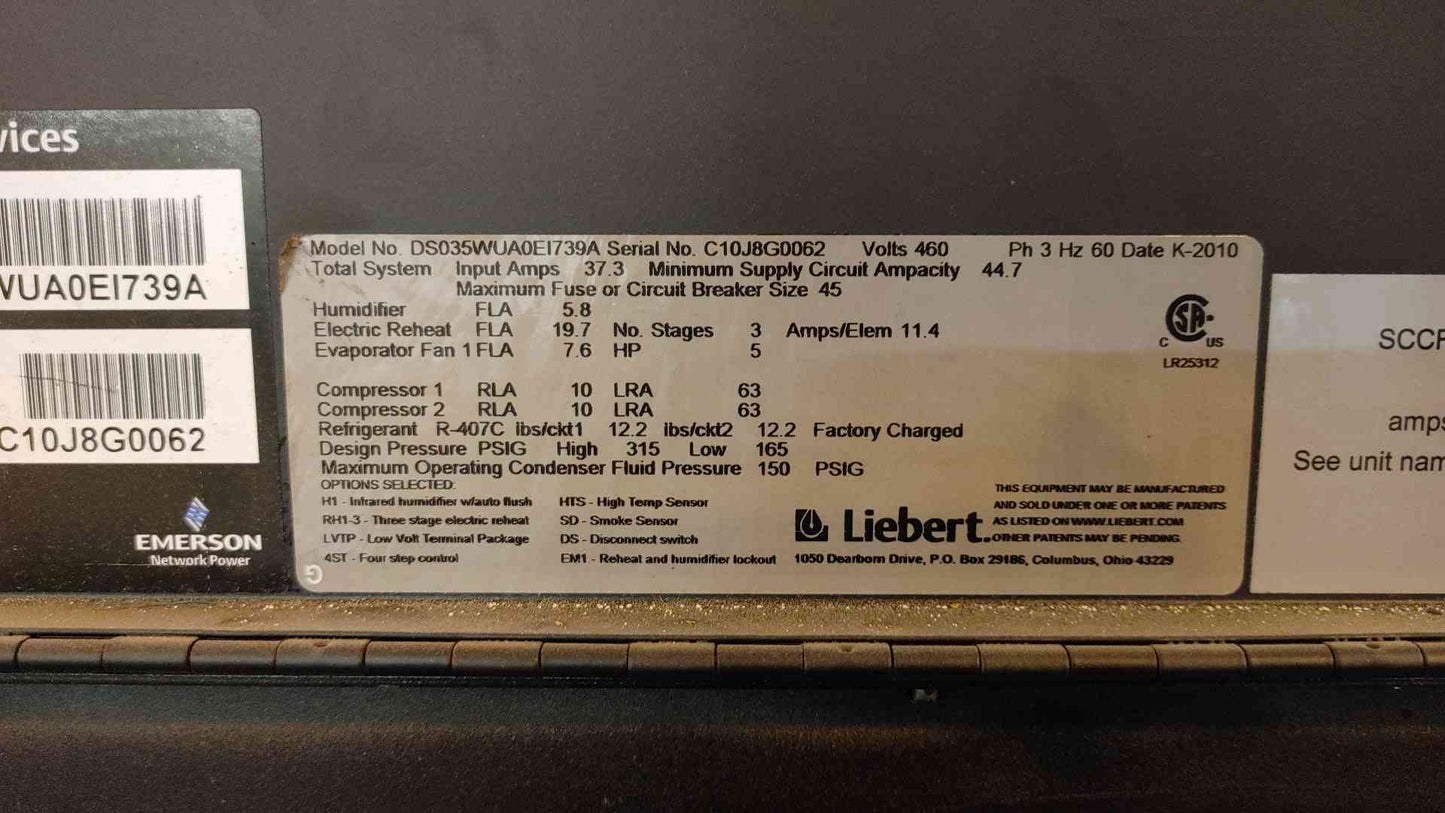 vices
WUA0EI739A
C10J8G0062
EMERSON
Network Power
Model No. DS035WUA0EI739A Serial No. C10J8G0062 Volts 460 Ph 3 Hz 60 Date K-2010
Total System Input Amps 37.3 Minimum Supply Circuit Ampacity 44.7
Maximum Fuse or Circuit Breaker Size 45
Humidifier FLA 5.8
Electric Reheat FLA 19.7 No. Stages 3 Amps/Elem 11.4
Evaporator Fan 1 FLA 7.6 HP 5
Compressor 1 RLA 10 LRA 63
Compressor 2 RLA 10 LRA 63
Refrigerant R-407C lbs/ckt1 12.2 lbs/ckt2 12.2 Factory Charged
Design Pressure PSIG High 315 Low 165
Maximum Operating Condenser Fluid Pressure 150 PSIG
OPTIONS SELECTED:
H1 - Infrared humidifier w/auto flush HTS - High Temp Sensor
RH1-3 - Three stage electric reheat SD - Smoke Sensor
LVTP - Low Volt Terminal Package DS - Disconnect switch
4ST - Four step control EM1 - Reheat and humidifier lockout
G
SA
C US
LR25312
Liebert.
THIS EQUIPMENT MAY BE MANUFACTURED
AND SOLD UNDER ONE OR MORE PATENTS
AS LISTED ON WWW.LIEBERT.COM
OTHER PATENTS MAY BE PENDING
1050 Dearborn Drive, P.O. Box 29186, Columbus, Ohio 43229
SCCR
amps
See unit nam